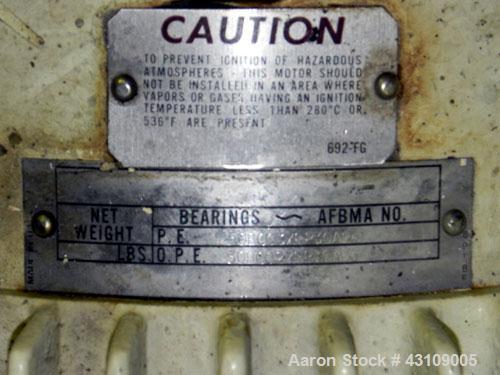 CAUTION
TO PREVENT IGNITION OF HAZARDOUS
ATMOSPHERES - THIS MOTOR SHOULD
NOT BE INSTALLED IN AN AREA WHERE
VAPORS OR GASES HAVING AN IGNITION
TEMPERATURE LESS THAN 280°C OR
536°F ARE PRESENT
692-FG
NET WEIGHT
LBS.
BEARINGS ~ AFBMA NO.
P.E.
O.P.E.
Aaron Stock # 43109005